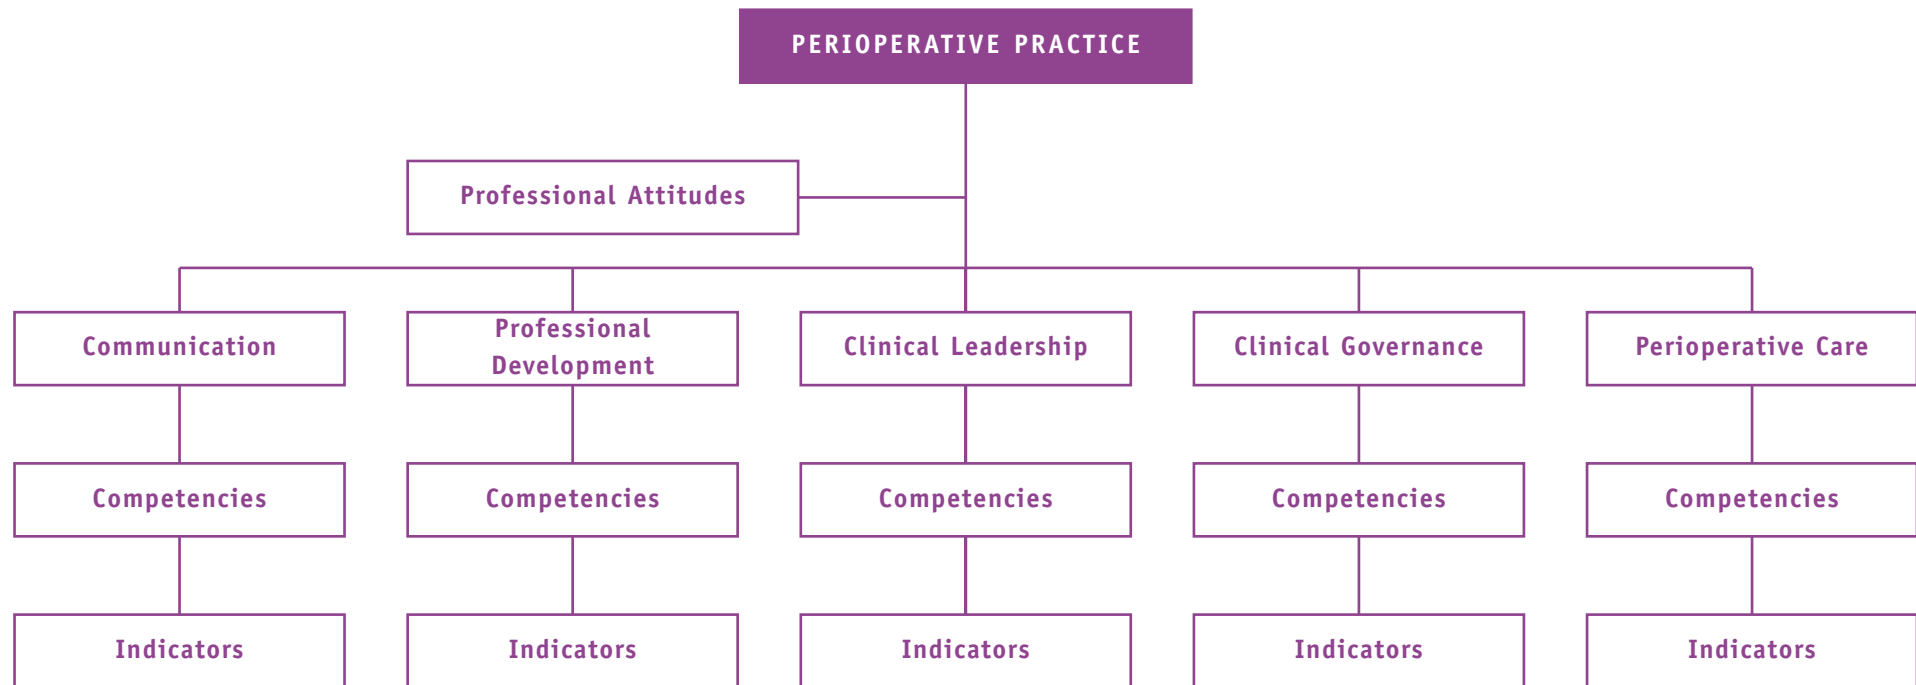 PERIOPERATIVE PRACTICE
Professional Attitudes
Communication
Professional
Development
Clinical Leadership
Clinical Governance
Perioperative Care
Competencies
Competencies
Competencies
Competencies
Competencies
Indicators
Indicators
Indicators
Indicators
Indicators